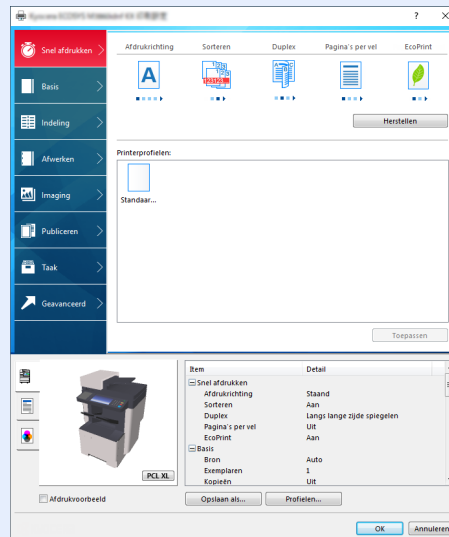 Snel afdrukken
Basis
Indeling
Afwerken
Imaging
Publiceren
Taak
Geavanceerd
Afdrukrichting Sorteren Duplex Pagina's per vel EcoPrint
A
123123
Herstellen
Printerprofielen:
Standaar...
Toepassen
Item Detail
Snel afdrukken
Afdrukrichting Staand
Sorteren Aan
Duplex Langs lange zijde spiegelen
Pagina's per vel Uit
EcoPrint Aan
Basis
Bron Auto
Exemplaren 1
Kopieën Uit
PCL XL
Afdrukvoorbeeld
Opslaan als... Profielen...
OK Annuleren